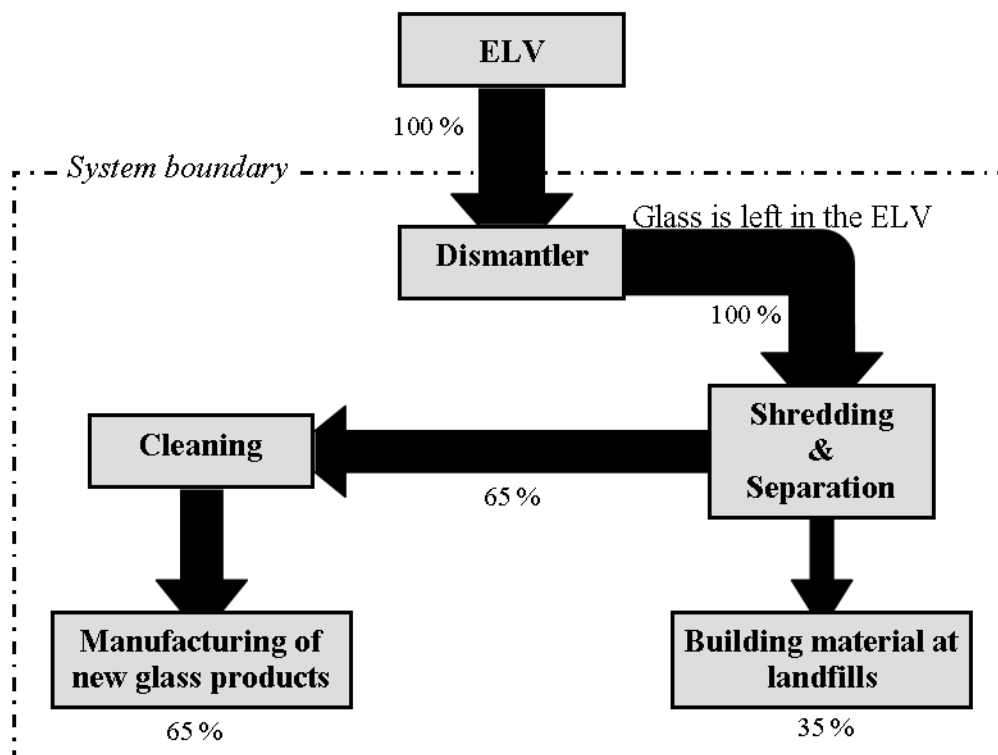 ELV
100 %
System boundary
Glass is left in the ELV
Dismantler
100 %
Shredding
&
Separation
Cleaning
65 %
Manufacturing of
new glass products
65 %
Building material at
landfills
35 %